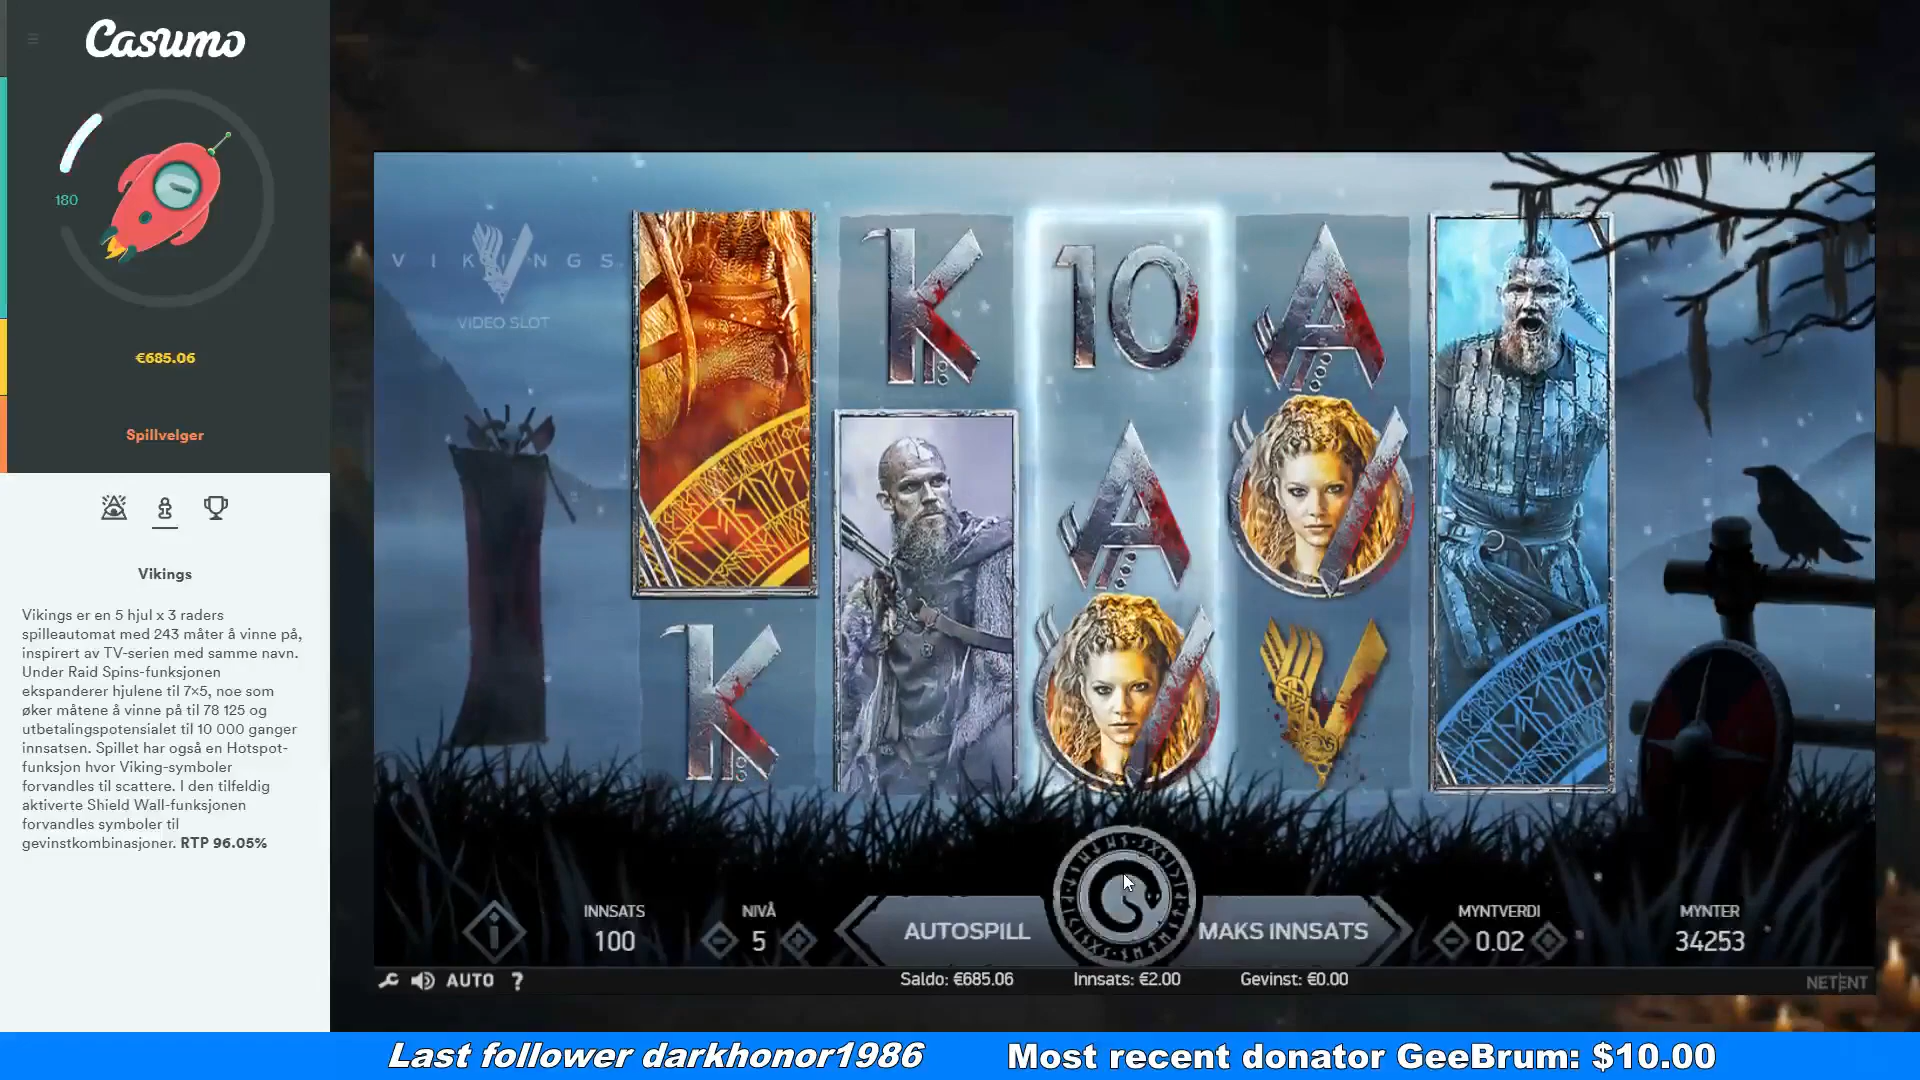 Casumo
180
€685.06
Spillvelger
Vikings
Vikings er en 5 hjul x 3 raders
spilleautomat med 243 måter å vinne på,
inspirert av TV-serien med samme navn.
Under Raid Spins-funksjonen
ekspanderer hjulene til 7×5, noe som
øker måtene å vinne på til 78 125 og
utbetalingspotensialet til 10 000 ganger
innsatsen. Spillet har også en Hotspot-
funksjon hvor Viking-symboler
forvandles til scattere. I den tilfeldig
aktiverte Shield Wall-funksjonen
forvandles symboler til
gevinstkombinasjoner. RTP 96.05%
VIKINGS
VIDEO SLOT
K 10 A
A
K V
INNSATS
100
NIVÅ
5
AUTOSPILL
MAKS INNSATS
MYNTVERDI
0.02
MYNTER
34253
AUTO ?
Saldo: €685.06 Innsats: €2.00 Gevinst: €0.00
NETENT
Last follower darkhonor1986
Most recent donator GeeBrum: $10.00